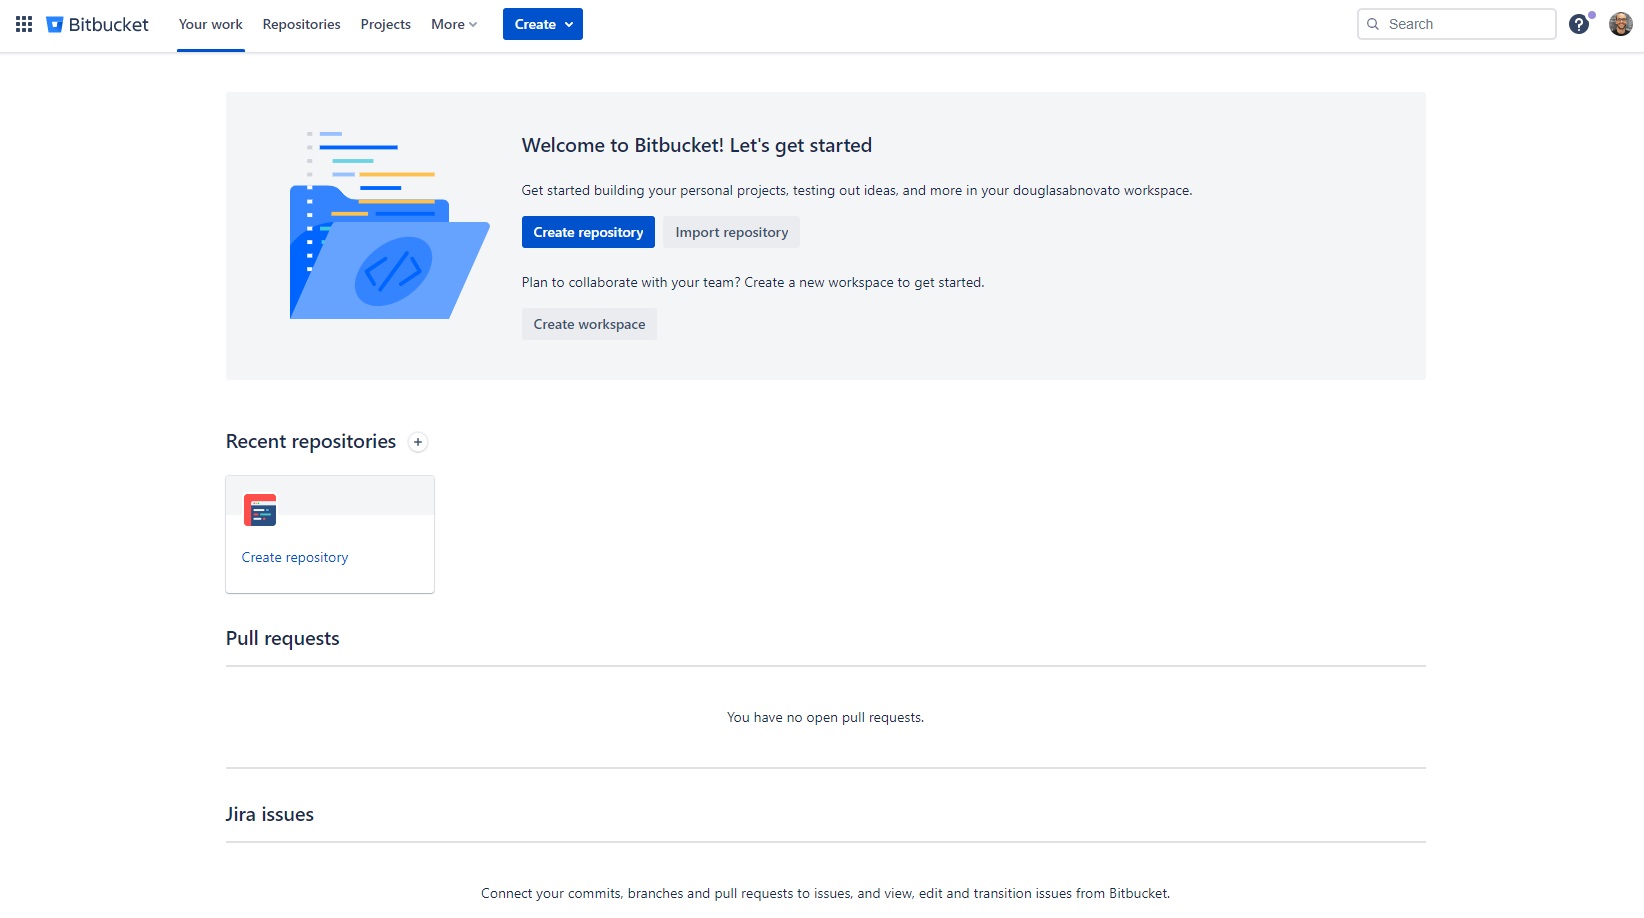 Bitbucket
Your work
Repositories
Projects
More
Create
Search
Welcome to Bitbucket! Let's get started
Get started building your personal projects, testing out ideas, and more in your douglasabnovato workspace.
Create repository
Import repository
Plan to collaborate with your team? Create a new workspace to get started.
Create workspace
Recent repositories
Create repository
Pull requests
You have no open pull requests.
Jira issues
Connect your commits, branches and pull requests to issues, and view, edit and transition issues from Bitbucket.